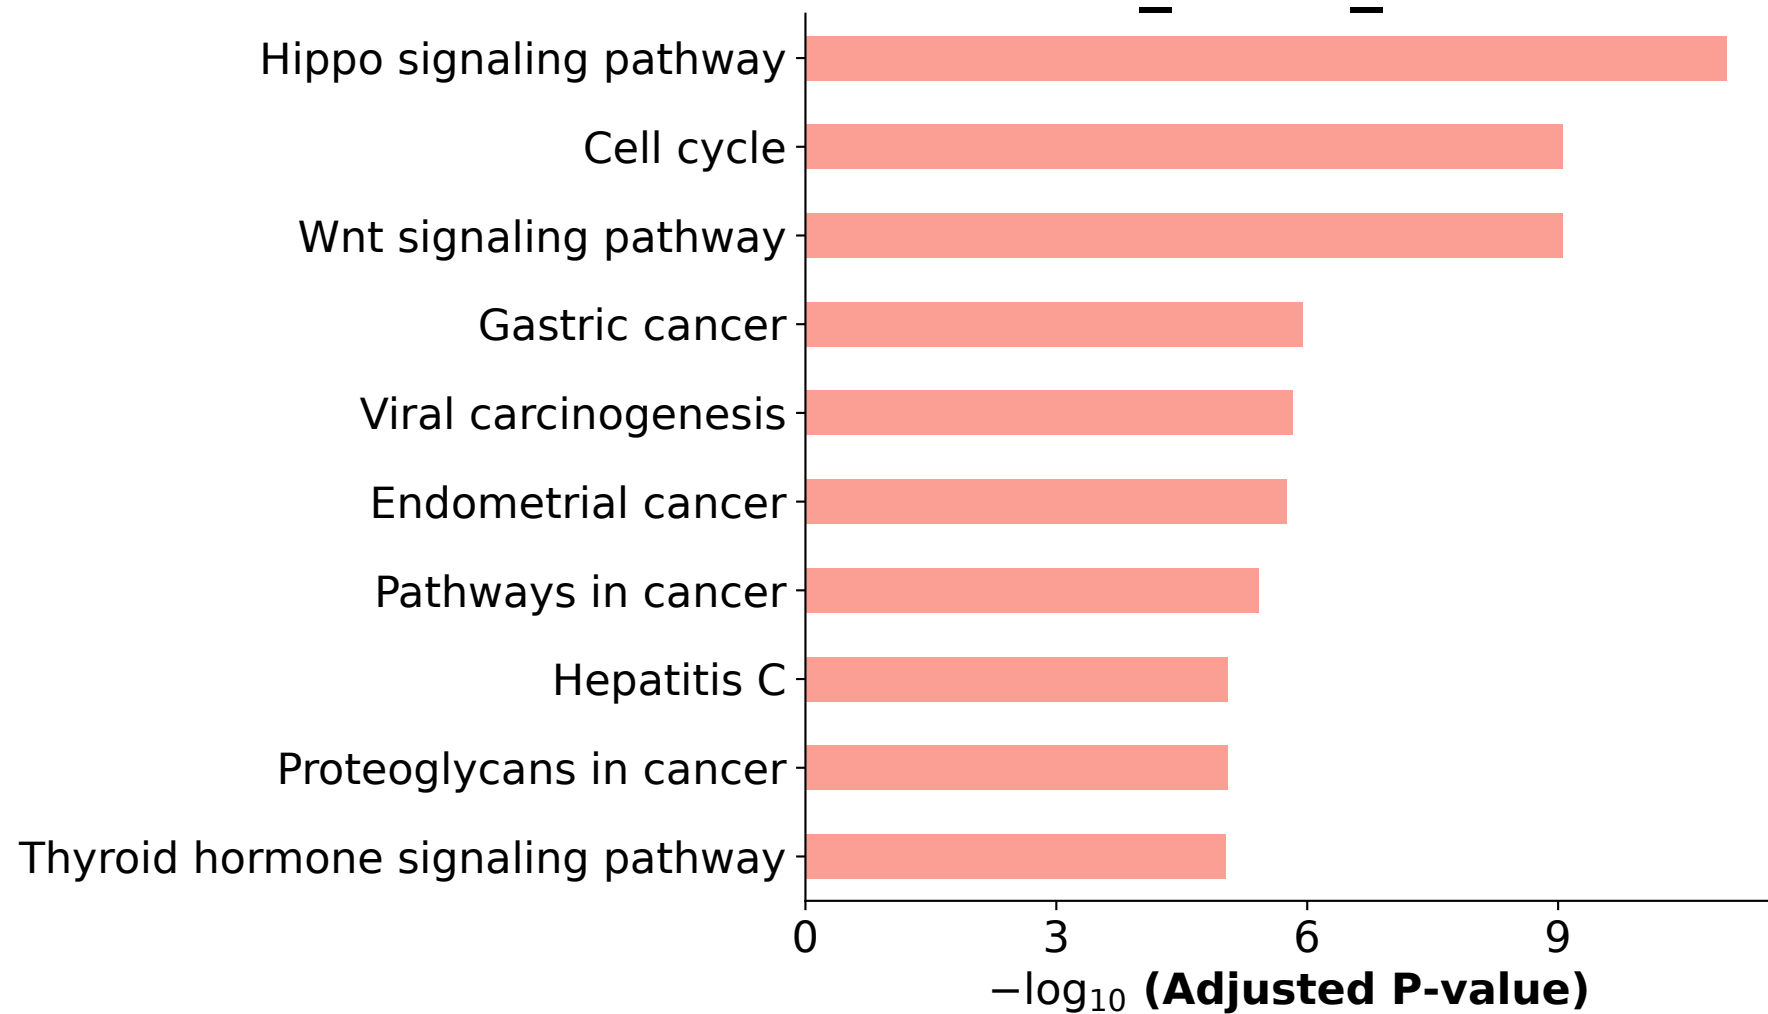 Hippo signaling pathway
Cell cycle
Wnt signaling pathway
Gastric cancer
Viral carcinogenesis
Endometrial cancer
Pathways in cancer
Hepatitis C
Proteoglycans in cancer
Thyroid hormone signaling pathway
0 3 6 9
−log₁₀ (Adjusted P-value)